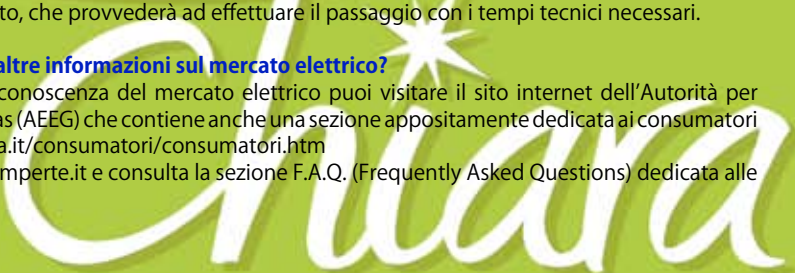 to, che provvederà ad effettuare il passaggio con i tempi tecnici necessari.
altre informazioni sul mercato elettrico?
conoscenza del mercato elettrico puoi visitare il sito internet dell'Autorità per
as (AEEG) che contiene anche una sezione appositamente dedicata ai consumatori
a.it/consumatori/consumatori.htm
mperte.it e consulta la sezione F.A.Q. (Frequently Asked Questions) dedicata alle
Chiara